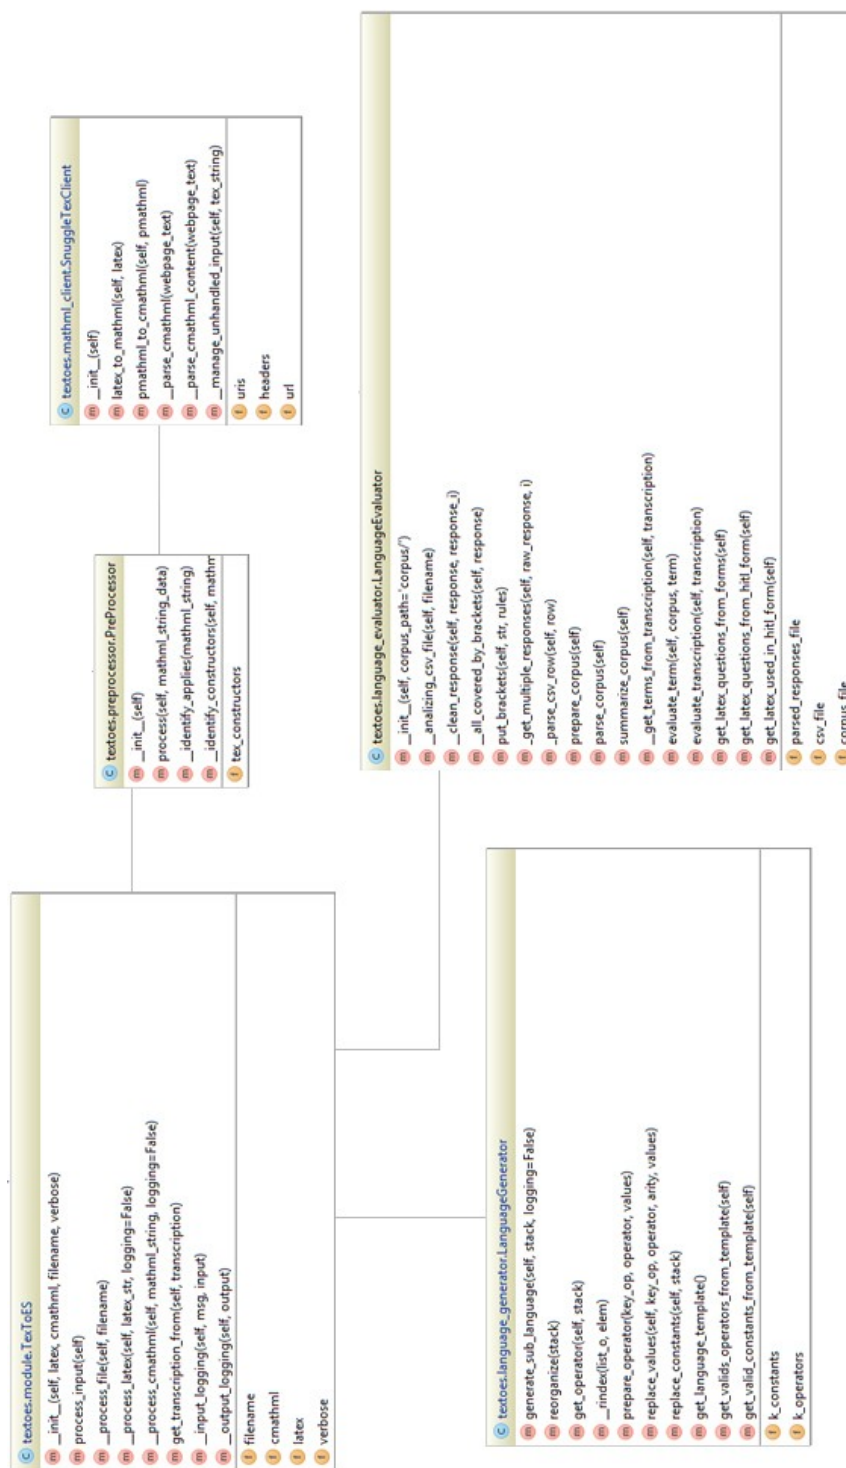 textoes.module.TexToES
__init__(self, latex, cmathml, filename, verbose)
process_input(self)
__process_file(self, filename)
__process_latex(self, latex_str, logging=False)
__process_cmathml(self, mathml_string, logging=False)
get_transcription_from(self, transcription)
__input_logging(self, msg, input)
__output_logging(self, output)
filename
cmathml
latex
verbose
textoes.preprocessor.PreProcessor
__init__(self)
process(self, mathml_string_data)
__identify_applies(mathml_string)
__identify_constructors(self, mathm
tex_constructors
textoes.mathml_client.SnuggleTexClient
__init__(self)
latex_to_mathml(self, latex)
pmathml_to_cmathml(self, pmathml)
__parse_cmathml(webpage_text)
__parse_cmathml_content(webpage_text)
__manage_unhandled_input(self, tex_string)
uris
headers
url
textoes.language_generator.LanguageGenerator
generate_sub_language(self, stack, logging=False)
reorganize(stack)
get_operator(self, stack)
__rindex(list_o, elem)
prepare_operator(key_op, operator, values)
replace_values(self, key_op, operator, arity, values)
replace_constants(self, stack)
get_language_template()
get_valids_operators_from_template(self)
get_valid_constants_from_template(self)
k_constants
k_operators
textoes.language_evaluator.LanguageEvaluator
__init__(self, corpus_path='corpus/')
__analizing_csv_file(self, filename)
__clean_response(self, response, response_i)
__all_covered_by_brackets(self, response)
put_brackets(self, str, rules)
__get_multiple_responses(self, raw_response, i)
_parse_csv_row(self, row)
prepare_corpus(self)
parse_corpus(self)
summarize_corpus(self)
__get_terms_from_transcription(self, transcription)
evaluate_term(self, corpus, term)
evaluate_transcription(self, transcription)
get_latex_questions_from_forms(self)
get_latex_questions_from_hitl_form(self)
get_latex_used_in_hitl_form(self)
parsed_responses_file
csv_file
corpus_file